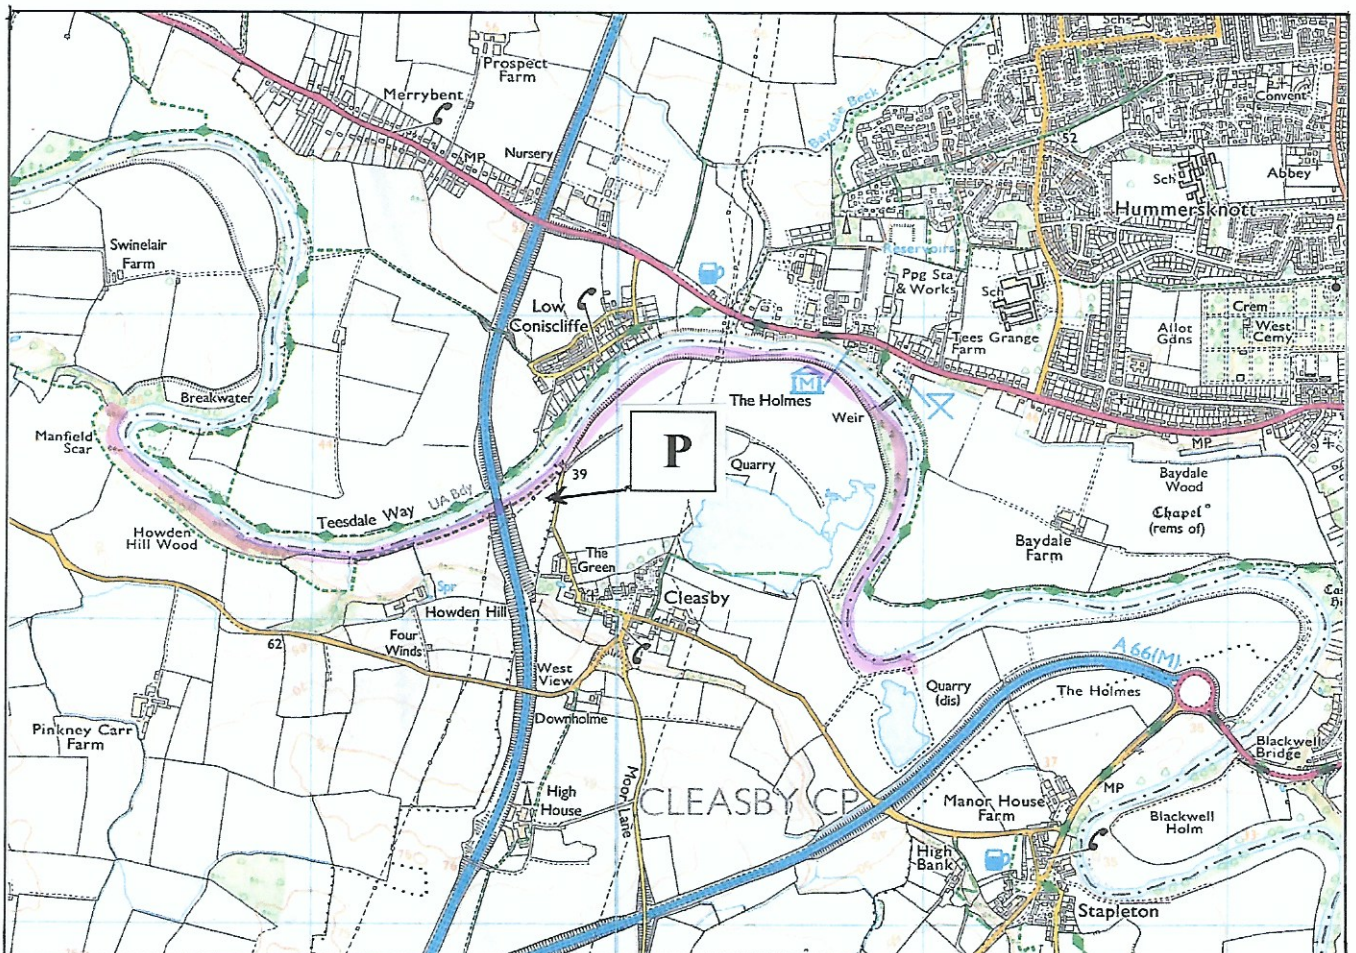 Schs
Prospect
Farm
Convent
Merrybent
Baydale Beck
52
MP
Nursery
Sch
Abbey
Hummersknott
Swinelair
Farm
Reservoirs
Ppg Sta
& Works
Sch
Low
Coniscliffe
Crem
West
Cemy
Allot
Gdns
Tees Grange
Farm
Breakwater
The Holmes
M
Weir
Manfield
Scar
MP
P
39
Quarry
Baydale
Wood
Teesdale Way
UA Bdy
Chapel
(rems of)
Howden
Hill Wood
Baydale
Farm
The
Green
Spr
Cleasby
Howden Hill
62
Four
Winds
West
View
A 66(M)
Quarry
(dis)
The Holmes
Downholme
Pinkney Carr
Farm
Blackwell
Bridge
High
House
Moor Lane
CLEASBY CP
MP
Manor House
Farm
Blackwell
Holm
High
Bank
Stapleton